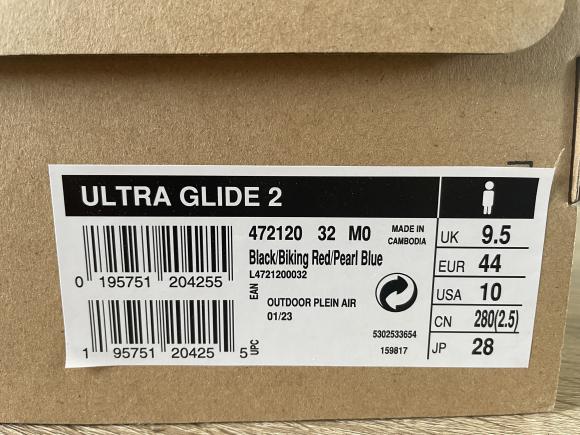 ULTRA GLIDE 2
472120 32 M0 MADE IN CAMBODIA
Black/Biking Red/Pearl Blue
L4721200032
0 195751 204255 EAN
OUTDOOR PLEIN AIR
01/23
5302533654
159817
1 95751 20425 5 UPC
UK 9.5
EUR 44
USA 10
CN 280(2.5)
JP 28